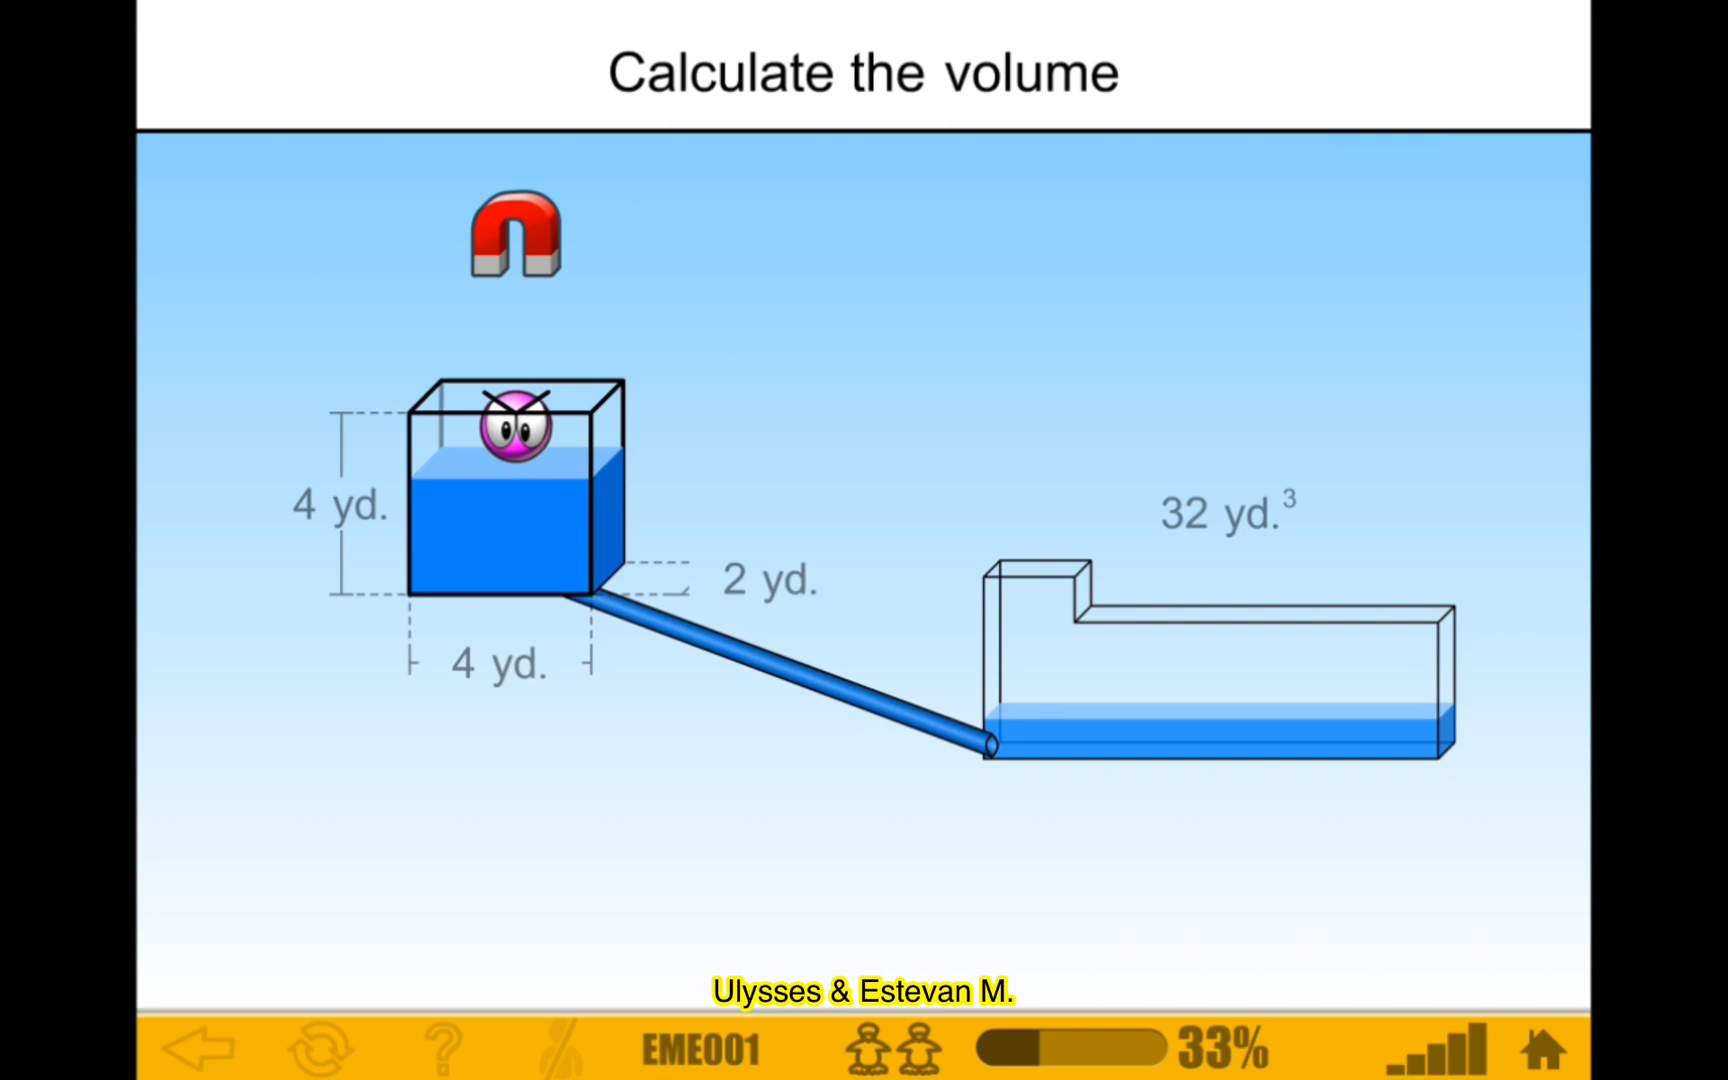 Calculate the volume
4 yd.
32 yd.³
2 yd.
4 yd.
Ulysses & Estevan M.
?
EME001
33%